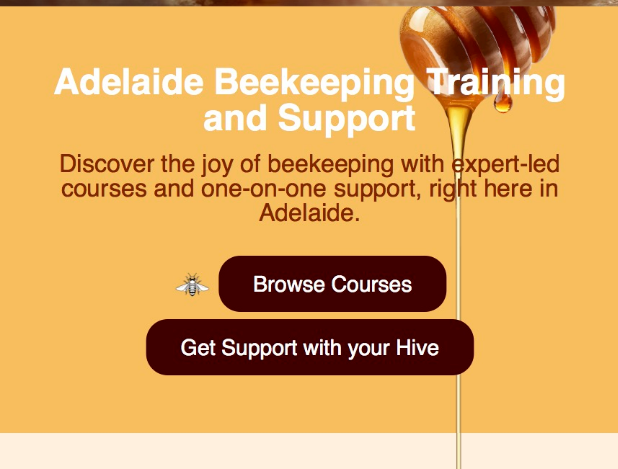 Adelaide Beekeeping Training
and Support
Discover the joy of beekeeping with expert-led
courses and one-on-one support, right here in
Adelaide.
Browse Courses
Get Support with your Hive